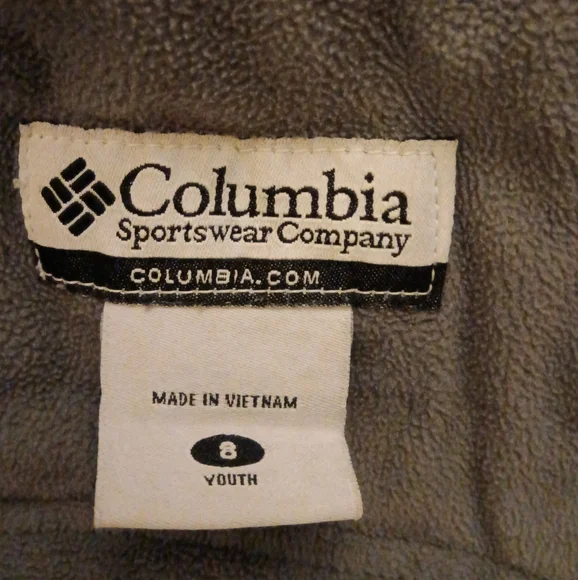 Columbia
Sportswear Company
COLUMBIA.COM
MADE IN VIETNAM
8
YOUTH